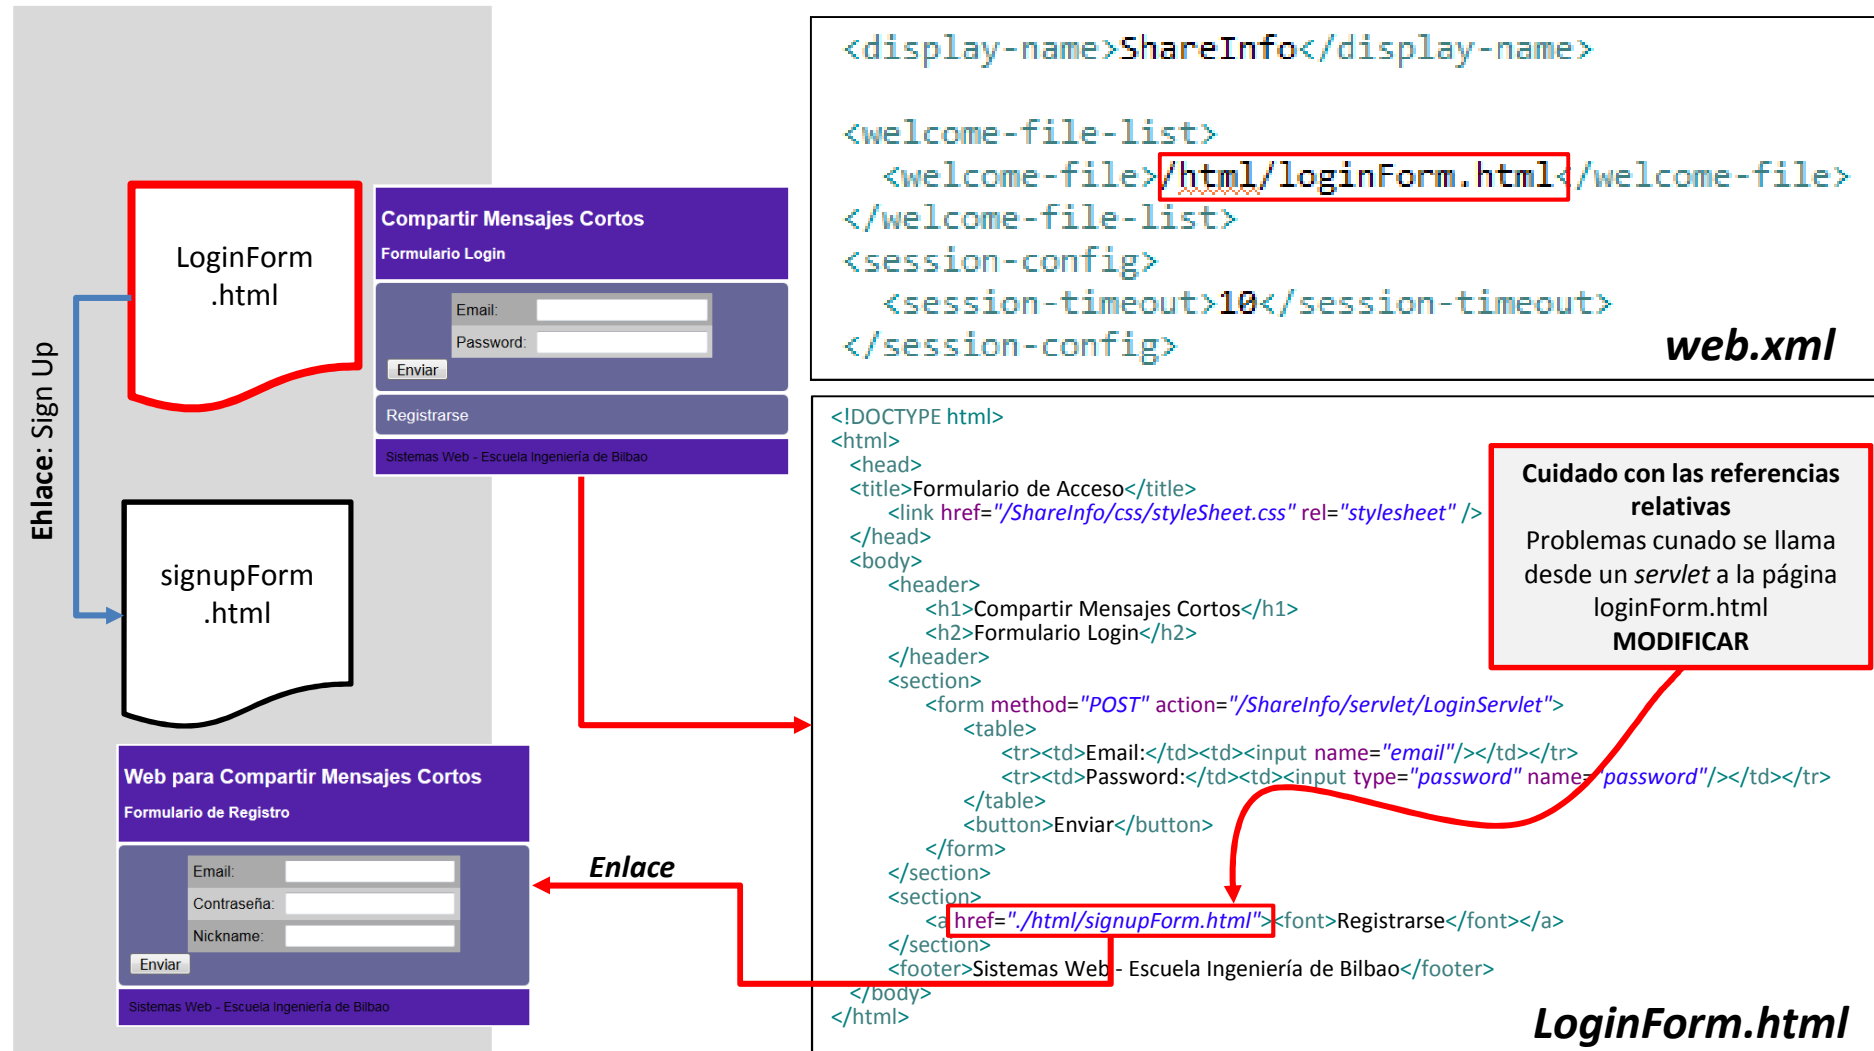 Enlace: Sign Up
LoginForm
.html
signupForm
.html
Compartir Mensajes Cortos
Formulario Login
Email:
Password:
Enviar
Registrarse
Sistemas Web - Escuela Ingeniería de Bilbao
Web para Compartir Mensajes Cortos
Formulario de Registro
Email:
Contraseña:
Nickname:
Enviar
Sistemas Web - Escuela Ingeniería de Bilbao
Enlace
<display-name>ShareInfo</display-name>
<welcome-file-list>
<welcome-file>/html/loginForm.html</welcome-file>
</welcome-file-list>
<session-config>
<session-timeout>10</session-timeout>
</session-config>
web.xml
<!DOCTYPE html>
<html>
<head>
<title>Formulario de Acceso</title>
<link href="/ShareInfo/css/styleSheet.css" rel="stylesheet" />
</head>
<body>
<header>
<h1>Compartir Mensajes Cortos</h1>
<h2>Formulario Login</h2>
</header>
<section>
<form method="POST" action="/ShareInfo/servlet/LoginServlet">
<table>
<tr><td>Email:</td><td><input name="email"/></td></tr>
<tr><td>Password:</td><td><input type="password" name="password"/></td></tr>
</table>
<button>Enviar</button>
</form>
</section>
<section>
<a href="./html/signupForm.html"><font>Registrarse</font></a>
</section>
<footer>Sistemas Web - Escuela Ingeniería de Bilbao</footer>
</body>
</html>
Cuidado con las referencias
relativas
Problemas cunado se llama
desde un servlet a la página
loginForm.html
MODIFICAR
LoginForm.html